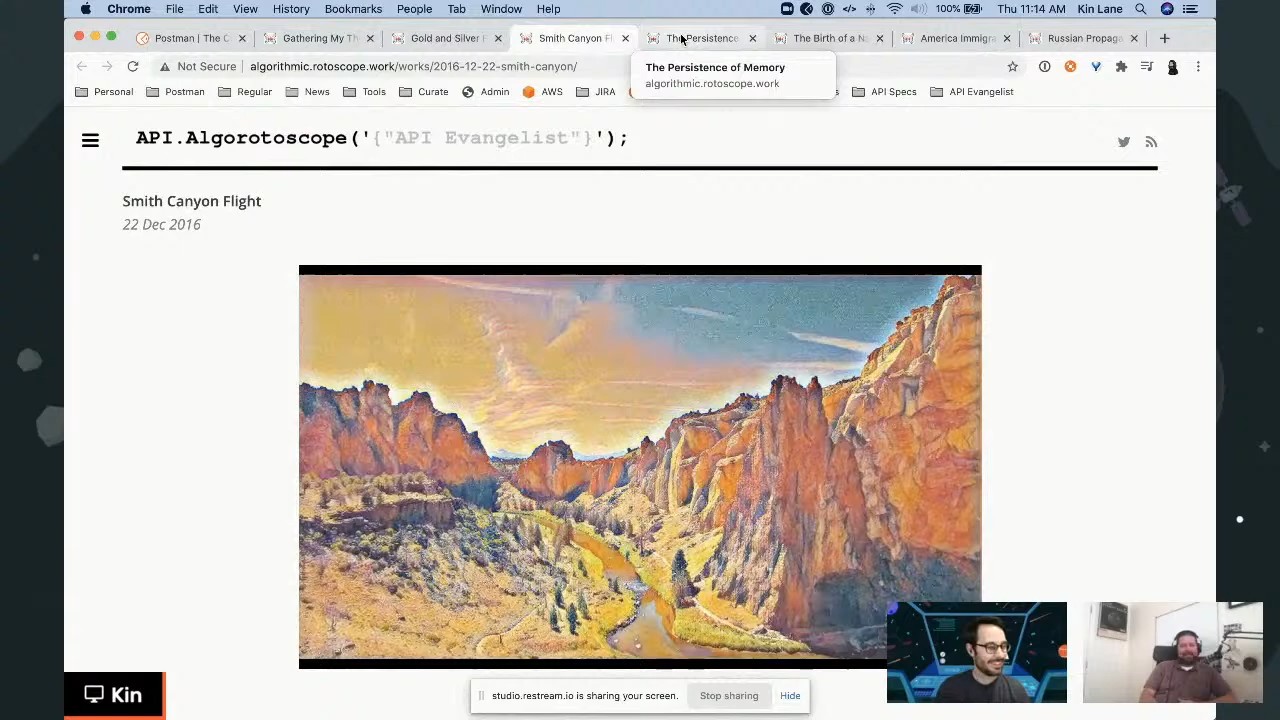 Chrome File Edit View History Bookmarks People Tab Window Help 100% Thu 11:14 AM Kin Lane
Postman | The C
Gathering My Th
Gold and Silver F
Smith Canyon Fl
The Persistence
The Birth of a Na
America Immigra
Russian Propaga
Not Secure algorithmic.rotoscope.work/works/2016-12-22-smith-canyon/
The Persistence of Memory
algorithmic.rotoscope.work
Personal Postman Regular News Tools Curate Admin AWS JIRA API Specs API Evangelist
API.Algorotoscope('{"API Evangelist"}');
Smith Canyon Flight
22 Dec 2016
studio.restream.io is sharing your screen. Stop sharing Hide
Kin